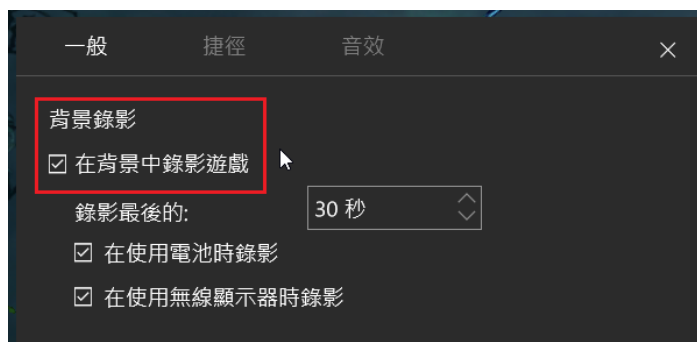 一般 捷徑 音效
背景錄影
在背景中錄影遊戲
錄影最後的: 30 秒
在使用電池時錄影
在使用無線顯示器時錄影